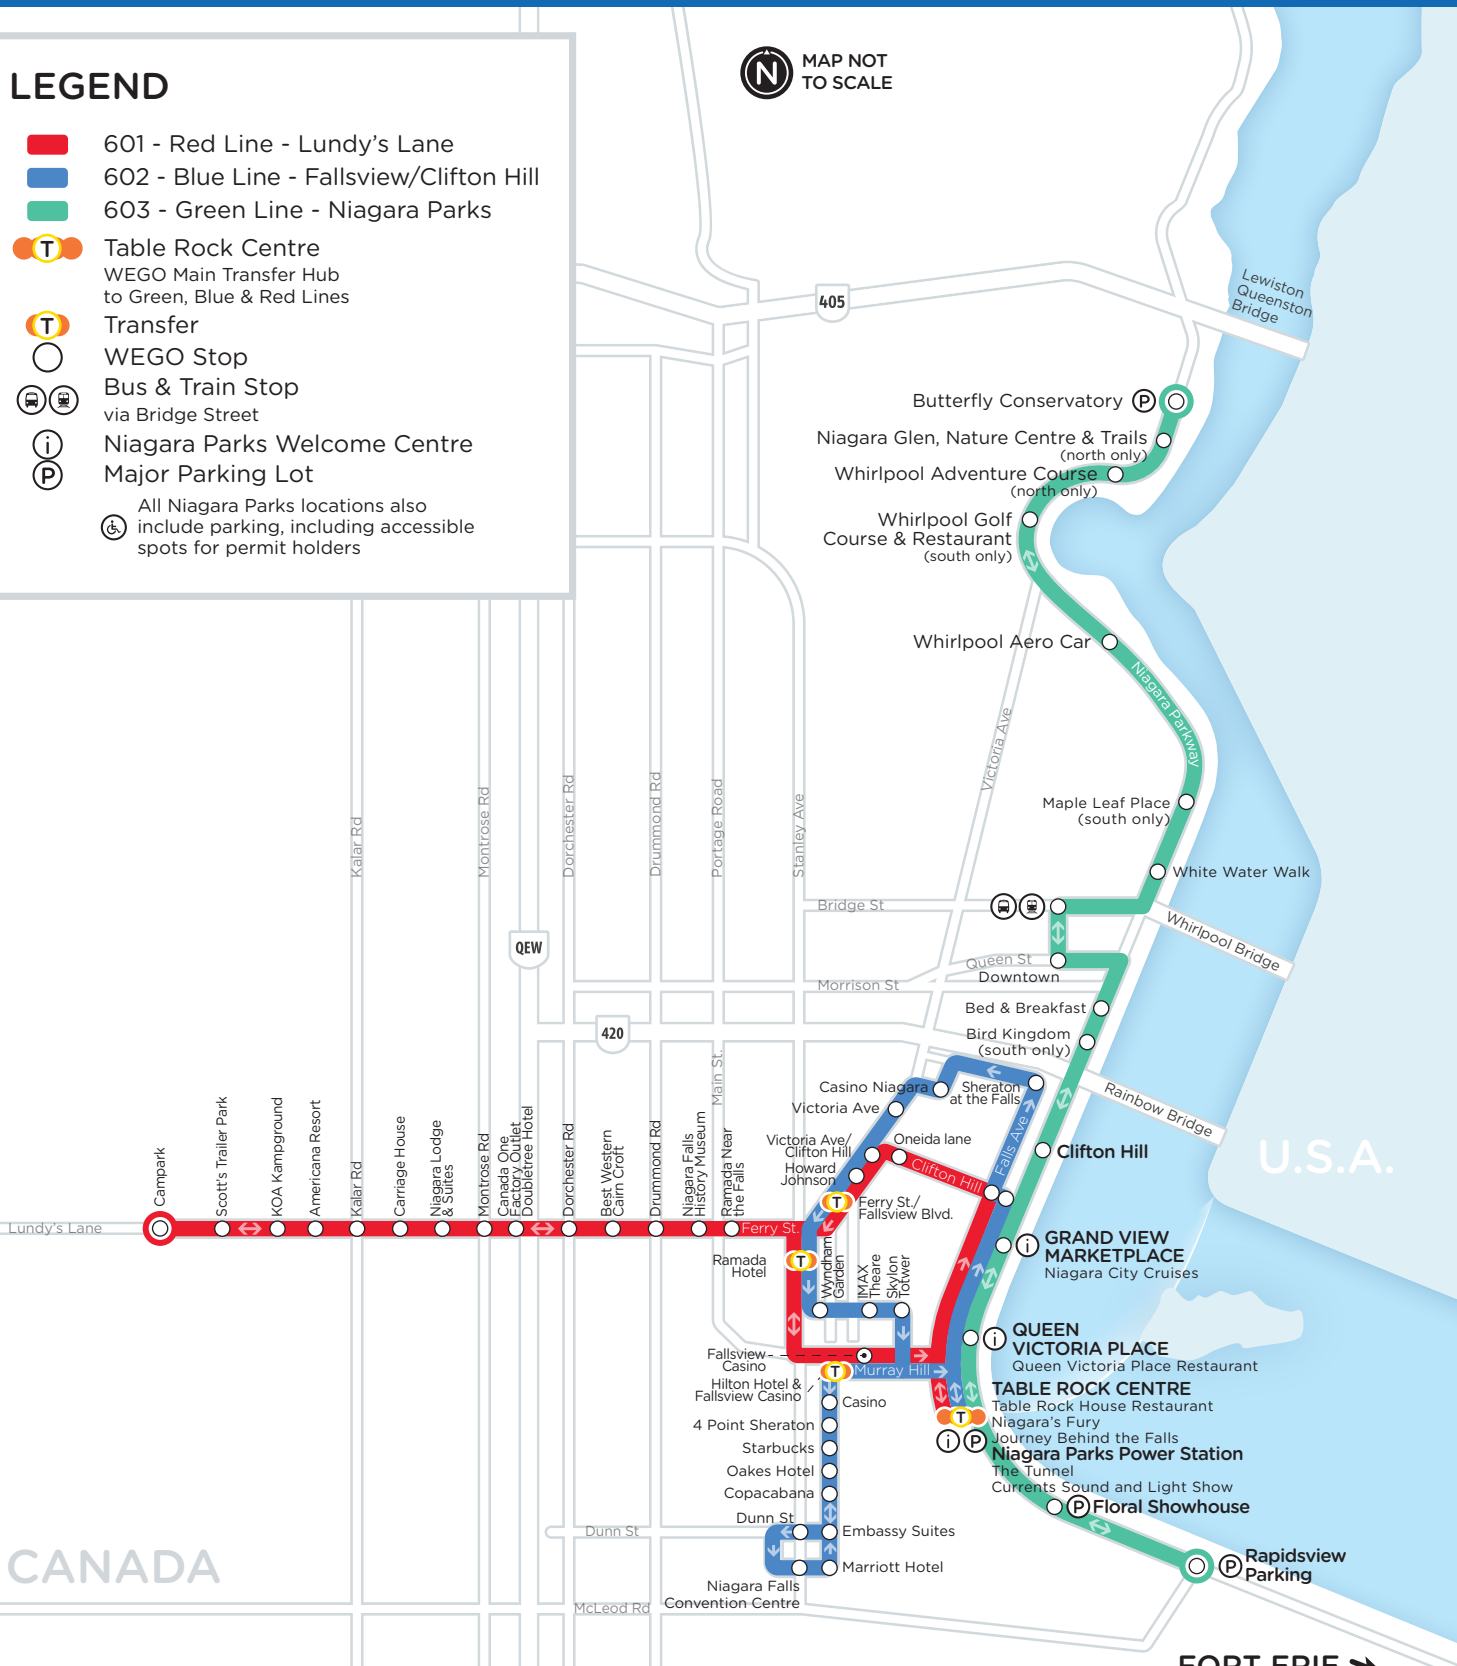 LEGEND
601 - Red Line - Lundy's Lane
602 - Blue Line - Fallsview/Clifton Hill
603 - Green Line - Niagara Parks
T
Table Rock Centre
WEGO Main Transfer Hub
to Green, Blue & Red Lines
T
Transfer
WEGO Stop
Bus & Train Stop
via Bridge Street
i
Niagara Parks Welcome Centre
P
Major Parking Lot
All Niagara Parks locations also
include parking, including accessible
spots for permit holders
N
MAP NOT
TO SCALE
405
Lewiston
Queenston
Bridge
Butterfly Conservatory
P
Niagara Glen, Nature Centre & Trails
(north only)
Whirlpool Adventure Course
(north only)
Whirlpool Golf
Course & Restaurant
(south only)
Whirlpool Aero Car
Niagara Parkway
Victoria Ave
Maple Leaf Place
(south only)
White Water Walk
Kalar Rd
Montrose Rd
Dorchester Rd
Drummond Rd
Portage Road
Stanley Ave
Bridge St
Whirlpool Bridge
QEW
Queen St
Downtown
Morrison St
Bed & Breakfast
420
Bird Kingdom
(south only)
Main St.
Casino Niagara
Sheraton
at the Falls
Rainbow Bridge
Victoria Ave
Falls Ave
Victoria Ave/
Clifton Hill
Oneida lane
Clifton Hill
Howard
Johnson
Clifton Hill
U.S.A.
T
Ferry St./
Fallsview Blvd.
Lundy's Lane
Campark
Scott's Trailer Park
KOA Kampground
Americana Resort
Kalar Rd
Carriage House
Niagara Lodge
& Suites
Montrose Rd
Canada One
Factory Outlet
Doubletree Hotel
Dorchester Rd
Best Western
Cairn Croft
Drummond Rd
Niagara Falls
History Museum
Ramada Near
the Falls
Ferry St.
Ramada
Hotel
T
Wyndham
Garden
IMAX
Theare
Skylon
Totwer
i
GRAND VIEW
MARKETPLACE
Niagara City Cruises
i
QUEEN
VICTORIA PLACE
Queen Victoria Place Restaurant
Fallsview
Casino
T
Murray Hill
Hilton Hotel &
Fallsview Casino
Casino
4 Point Sheraton
Starbucks
Oakes Hotel
Copacabana
Dunn St
Dunn St
Embassy Suites
Marriott Hotel
Niagara Falls
Convention Centre
McLeod Rd
T
i
P
TABLE ROCK CENTRE
Table Rock House Restaurant
Niagara's Fury
Journey Behind the Falls
Niagara Parks Power Station
The Tunnel
Currents Sound and Light Show
P
Floral Showhouse
P
Rapidsview
Parking
CANADA
FORT ERIE